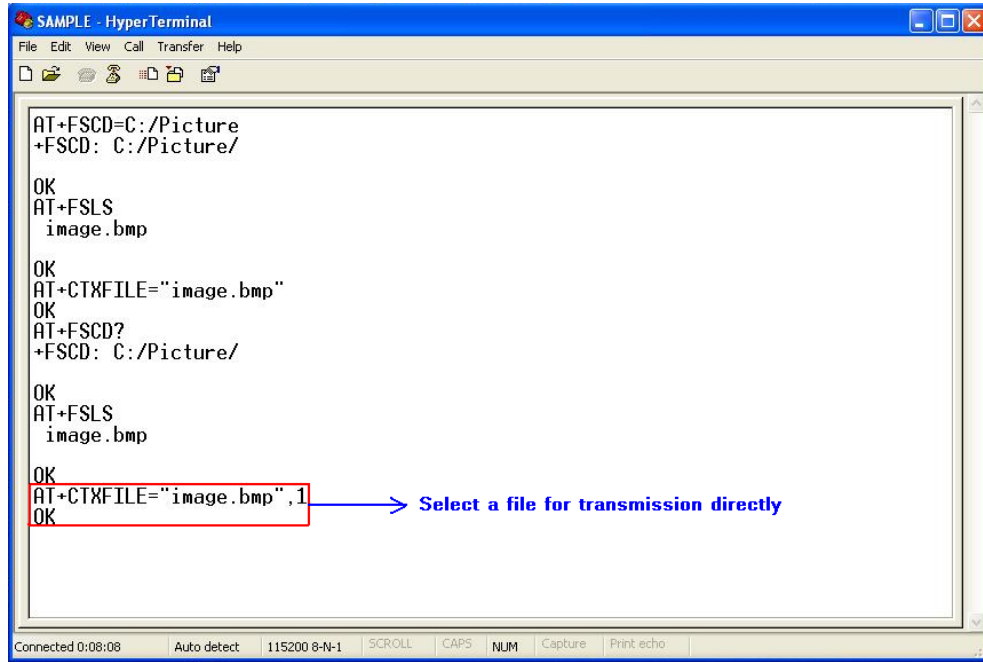 SAMPLE - HyperTerminal
File Edit View Call Transfer Help
AT+FSCD=C:/Picture
+FSCD: C:/Picture/
OK
AT+FSLS
image.bmp
OK
AT+CTXFILE="image.bmp"
OK
AT+FSCD?
+FSCD: C:/Picture/
OK
AT+FSLS
image.bmp
OK
AT+CTXFILE="image.bmp",1
Select a file for transmission directly
OK
Connected 0:08:08 Auto detect 115200 8-N-1 SCROLL CAPS NUM Capture Print echo